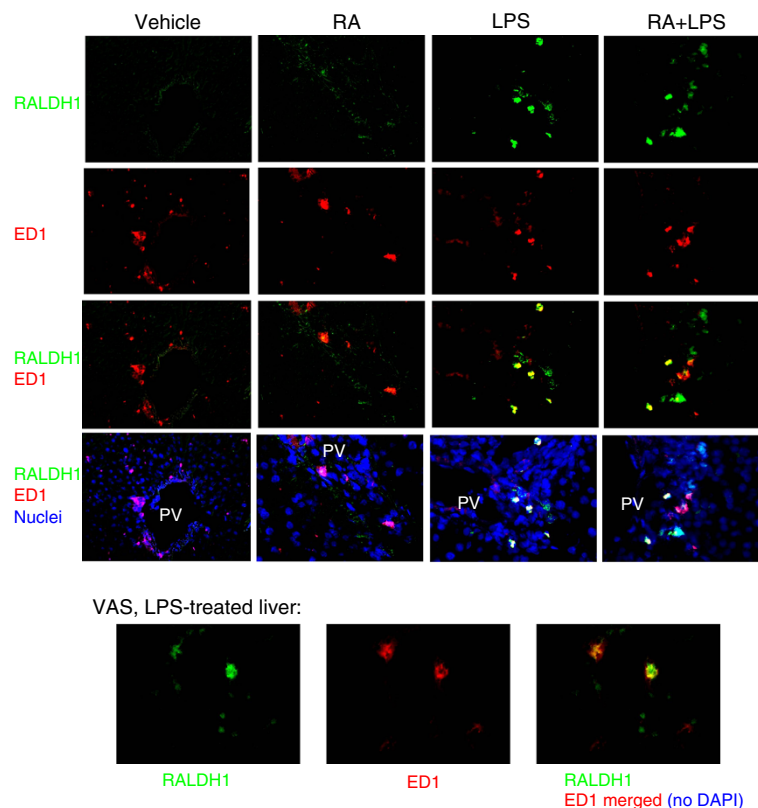 Vehicle RA LPS RA+LPS
RALDH1
ED1
RALDH1
ED1
RALDH1
ED1
Nuclei
PV PV PV PV
VAS, LPS-treated liver:
RALDH1 ED1 RALDH1
ED1 merged (no DAPI)